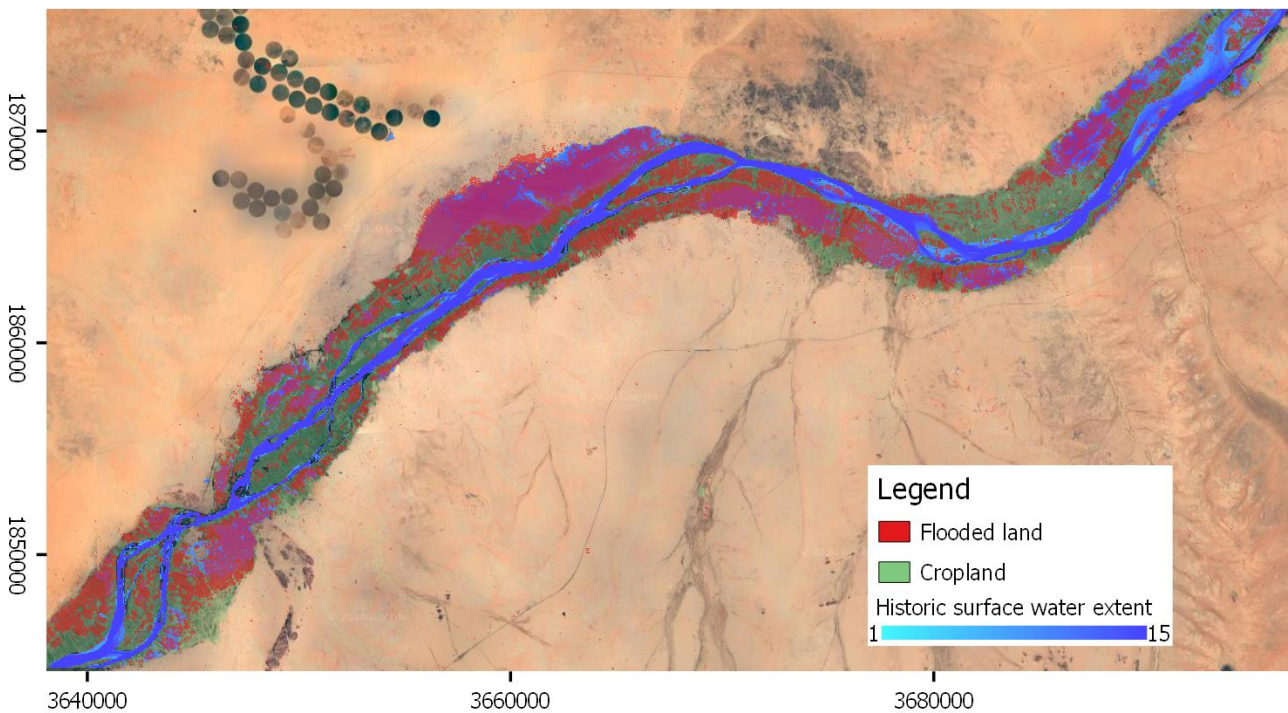 1870000
1860000
1850000
Legend
Flooded land
Cropland
Historic surface water extent
1 15
3640000 3660000 3680000